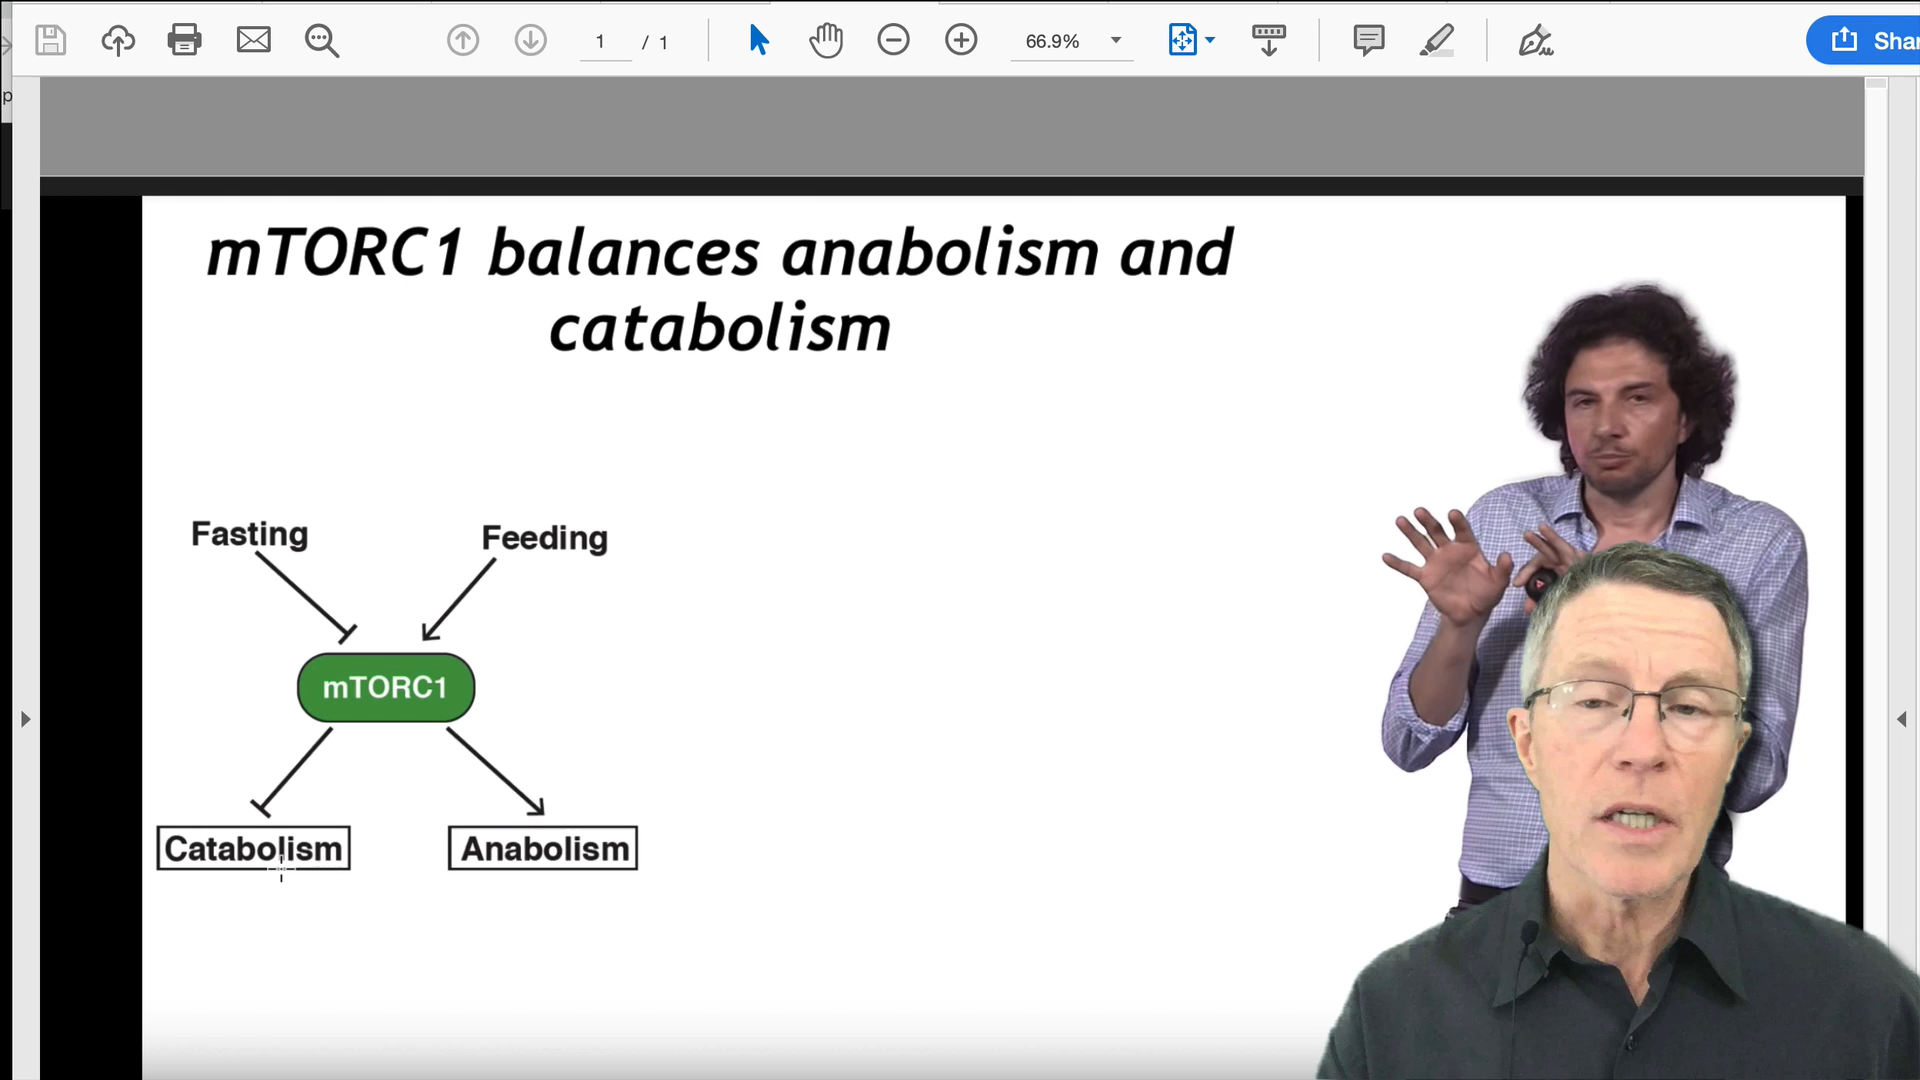 1 / 1
66.9%
Shar
p
mTORC1 balances anabolism and
catabolism
Fasting
Feeding
mTORC1
Catabolism
Anabolism